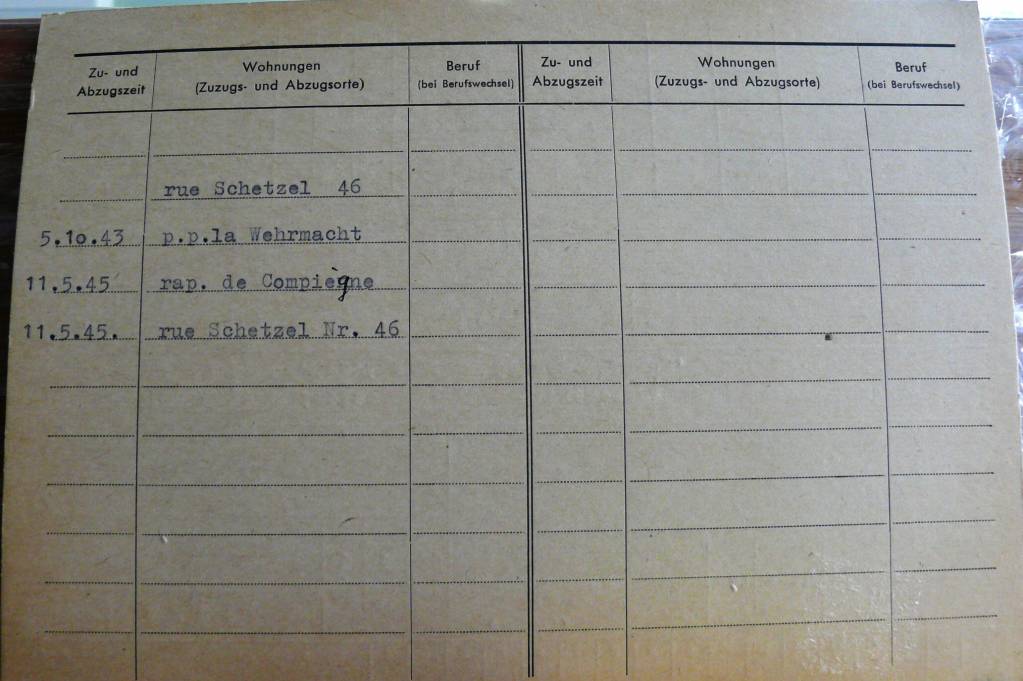 Zu- und Abzugszeit
Wohnungen
(Zuzugs- und Abzugsorte)
Beruf
(bei Berufswechsel)
Zu- und Abzugszeit
Wohnungen
(Zuzugs- und Abzugsorte)
Beruf
(bei Berufswechsel)
rue Schetzel 46
5.10.43 p.p.la Wehrmacht
11.5.45 rap. de Compiègne
11.5.45. rue Schetzel Nr. 46